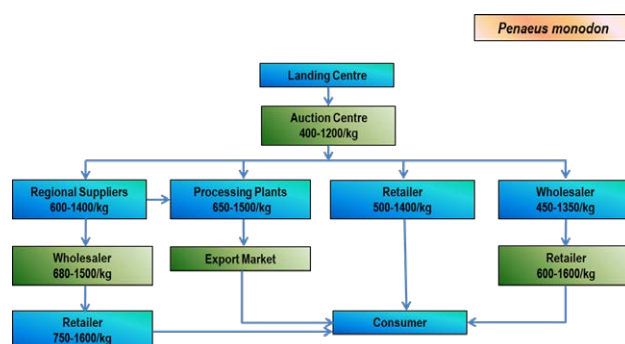 Penaeus monodon
Landing Centre
Auction Centre
400-1200/kg
Regional Suppliers
600-1400/kg
Processing Plants
650-1500/kg
Retailer
500-1400/kg
Wholesaler
450-1350/kg
Wholesaler
680-1500/kg
Export Market
Retailer
600-1600/kg
Retailer
750-1600/kg
Consumer